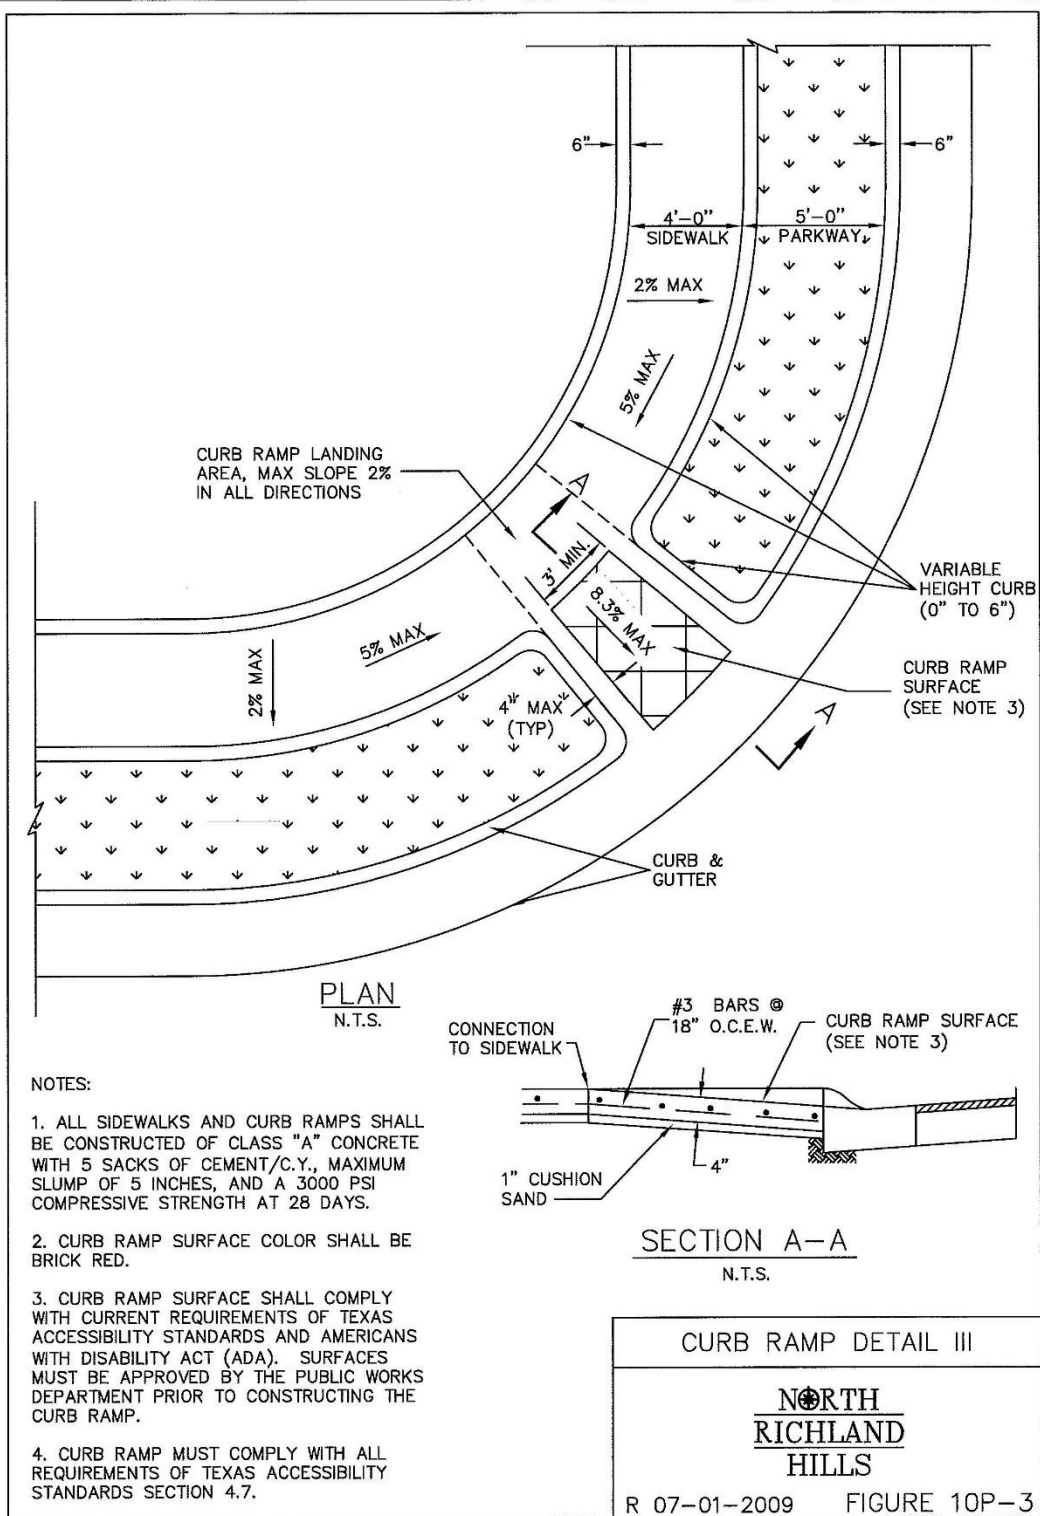 6"
6"
4'-0"
SIDEWALK
5'-0"
PARKWAY
2% MAX
5% MAX
CURB RAMP LANDING
AREA, MAX SLOPE 2%
IN ALL DIRECTIONS
A
3' MIN.
8.3% MAX
VARIABLE
HEIGHT CURB
(0" TO 6")
5% MAX
2% MAX
CURB RAMP
SURFACE
(SEE NOTE 3)
4" MAX
(TYP)
A
CURB &
GUTTER
PLAN
N.T.S.
#3 BARS @
18" O.C.E.W.
CONNECTION
TO SIDEWALK
CURB RAMP SURFACE
(SEE NOTE 3)
4"
1" CUSHION
SAND
SECTION A-A
N.T.S.
NOTES:
1. ALL SIDEWALKS AND CURB RAMPS SHALL
BE CONSTRUCTED OF CLASS "A" CONCRETE
WITH 5 SACKS OF CEMENT/C.Y., MAXIMUM
SLUMP OF 5 INCHES, AND A 3000 PSI
COMPRESSIVE STRENGTH AT 28 DAYS.
2. CURB RAMP SURFACE COLOR SHALL BE
BRICK RED.
3. CURB RAMP SURFACE SHALL COMPLY
WITH CURRENT REQUIREMENTS OF TEXAS
ACCESSIBILITY STANDARDS AND AMERICANS
WITH DISABILITY ACT (ADA). SURFACES
MUST BE APPROVED BY THE PUBLIC WORKS
DEPARTMENT PRIOR TO CONSTRUCTING THE
CURB RAMP.
4. CURB RAMP MUST COMPLY WITH ALL
REQUIREMENTS OF TEXAS ACCESSIBILITY
STANDARDS SECTION 4.7.
CURB RAMP DETAIL III
NORTH
RICHLAND
HILLS
R 07-01-2009 FIGURE 10P-3